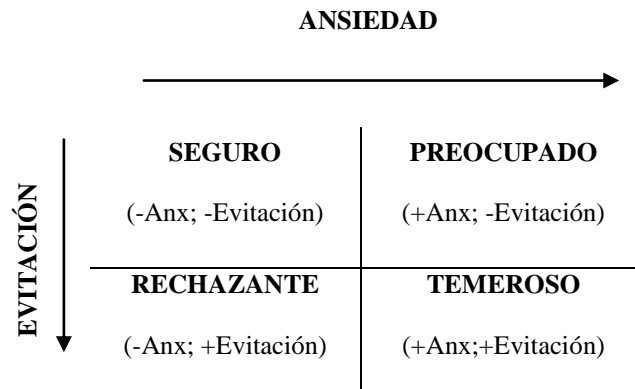 ANSIEDAD
EVITACIÓN
SEGURO PREOCUPADO
(-Anx; -Evitación) (+Anx; -Evitación)
RECHAZANTE TEMEROSO
(-Anx; +Evitación) (+Anx;+Evitación)